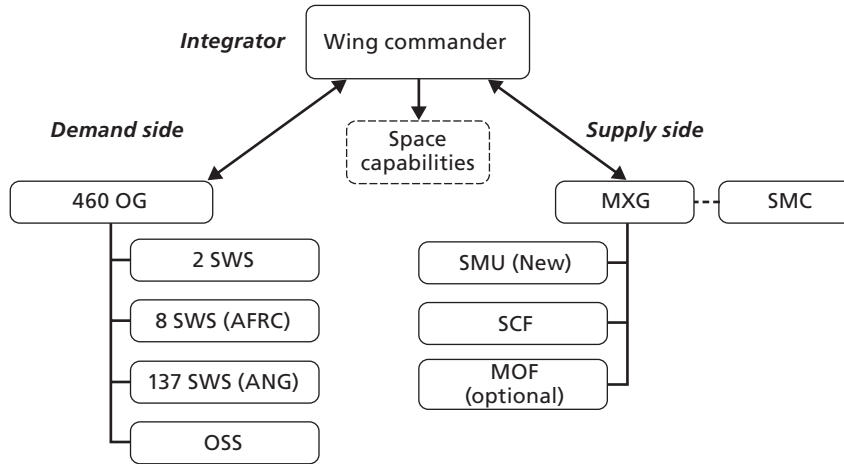 Integrator
Wing commander
Demand side
Space
capabilities
Supply side
460 OG
MXG
SMC
2 SWS
SMU (New)
8 SWS (AFRC)
SCF
137 SWS (ANG)
MOF
(optional)
OSS